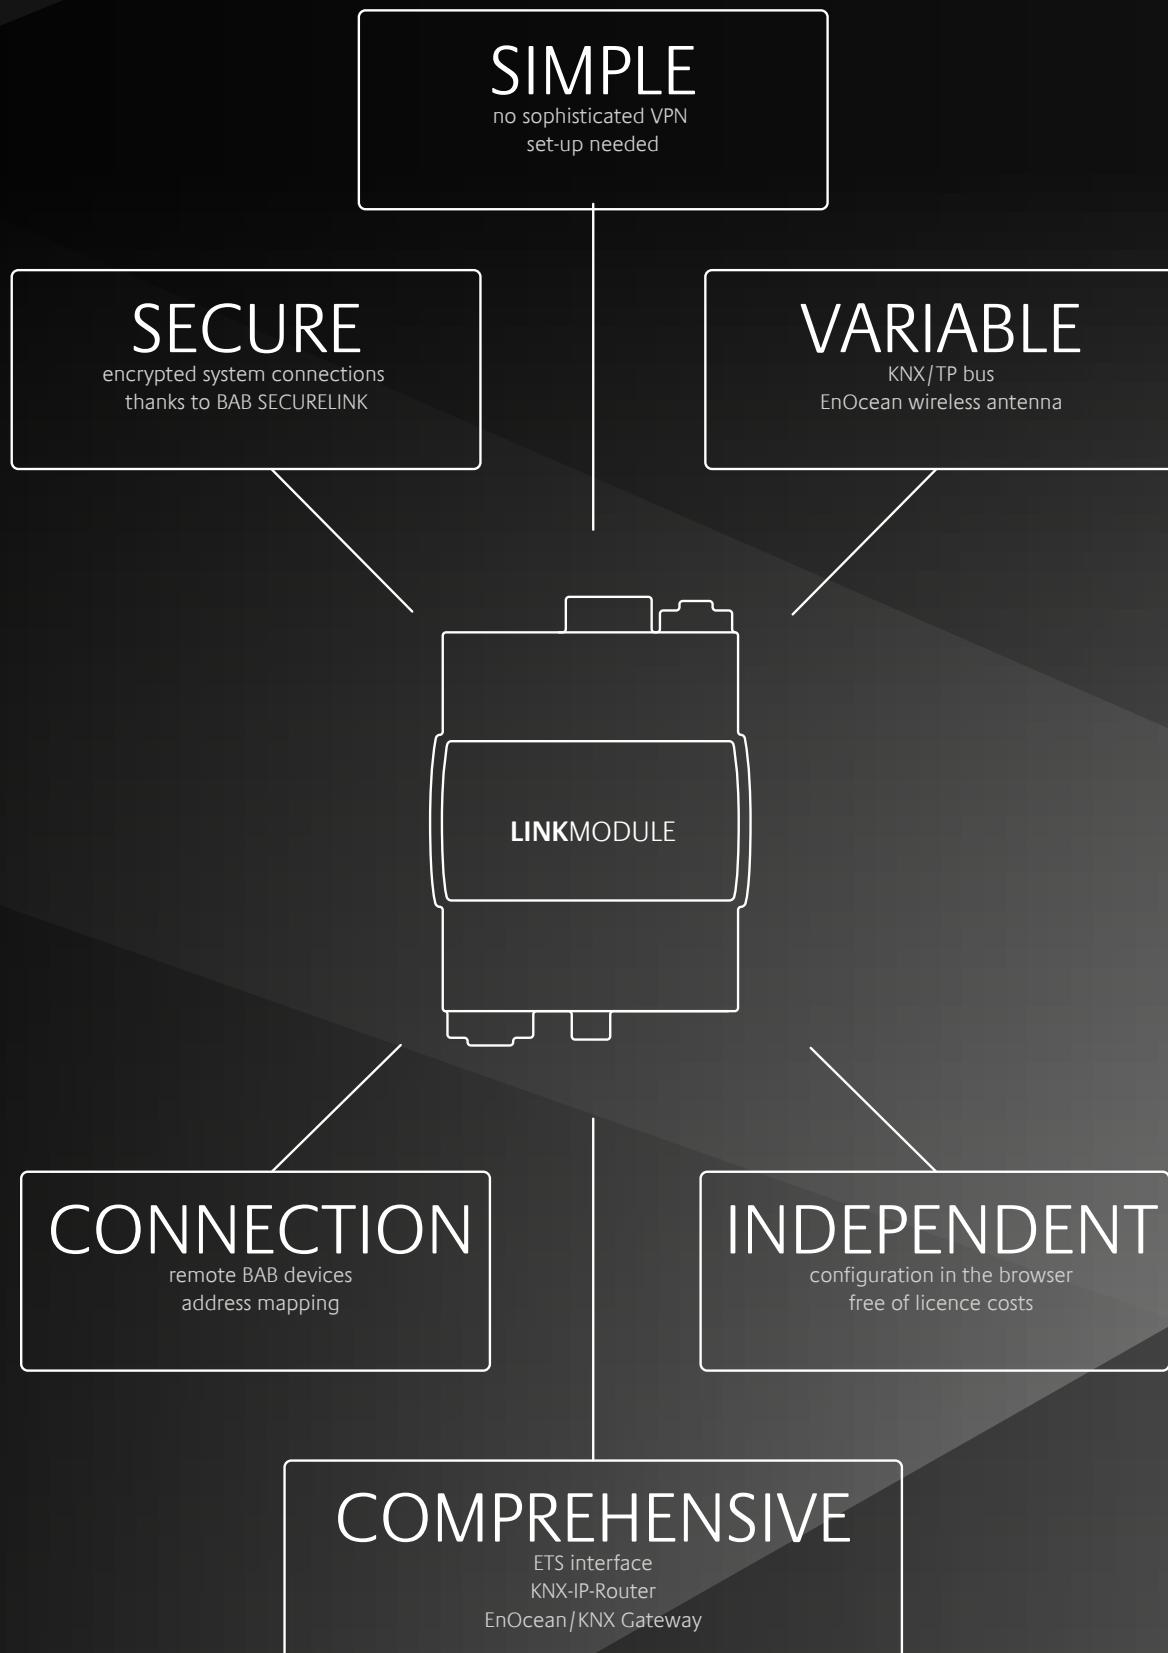 SIMPLE
no sophisticated VPN
set-up needed
SECURE
encrypted system connections
thanks to BAB SECURELINK
VARIABLE
KNX/TP bus
EnOcean wireless antenna
LINKMODULE
CONNECTION
remote BAB devices
address mapping
INDEPENDENT
configuration in the browser
free of licence costs
COMPREHENSIVE
ETS interface
KNX-IP-Router
EnOcean/KNX Gateway